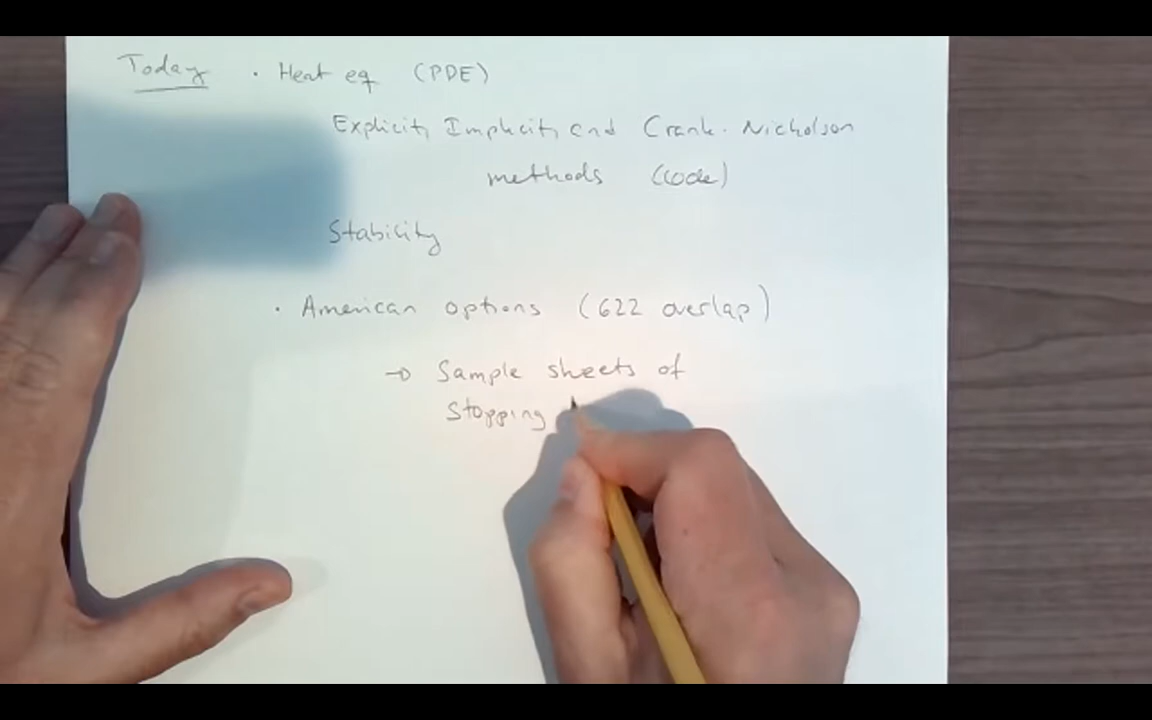 Today · Heat eq (PDE)
Explicit, Implicit, and Crank-Nicholson
methods (code)
Stability
· American options (622 overlap)
→ Sample sheets of
stopping